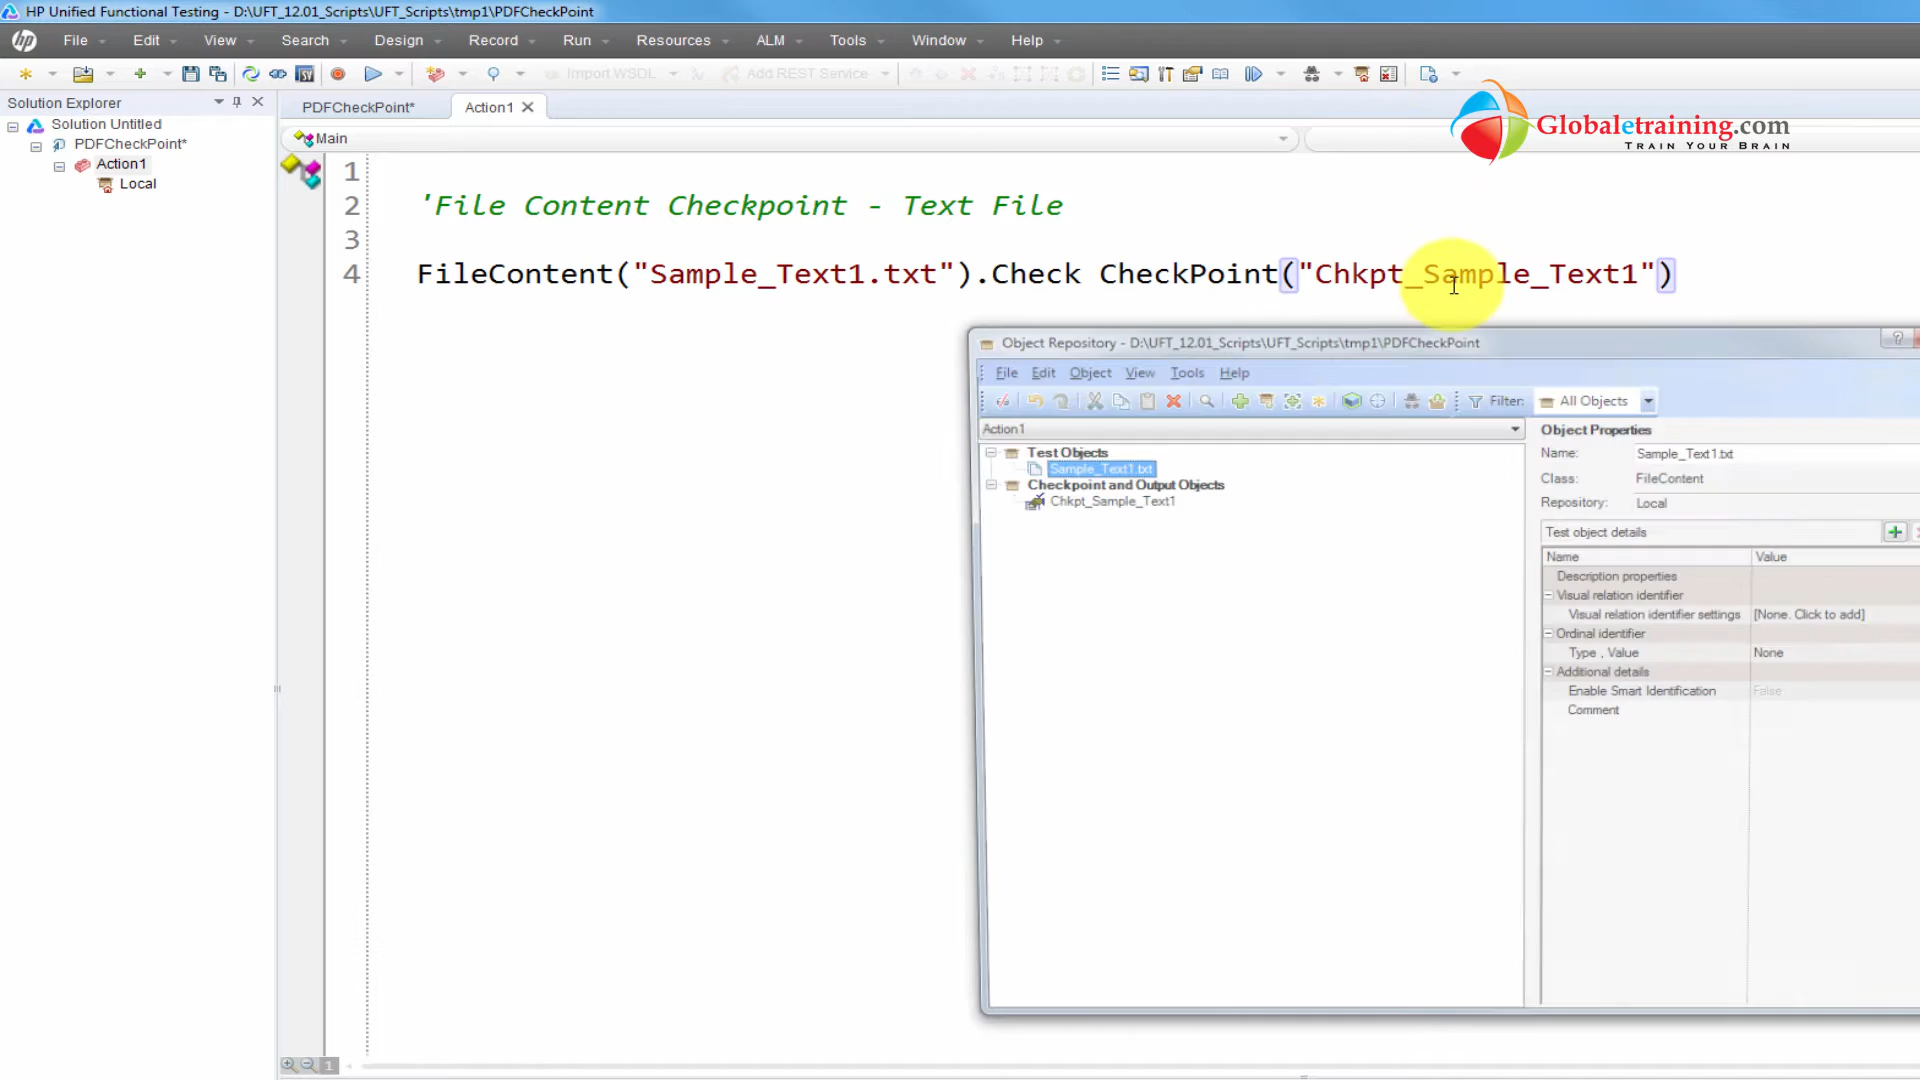 HP Unified Functional Testing - D:\UFT_12.01_Scripts\UFT_Scripts\tmp1\PDFCheckPoint
File Edit View Search Design Record Run Resources ALM Tools Window Help
Import WSDL Add REST Service
Solution Explorer
Solution Untitled
PDFCheckPoint*
Action1
Local
PDFCheckPoint* Action1
Main
Globaletraining.com
TRAIN YOUR BRAIN
1
2 'File Content Checkpoint - Text File
3
4 FileContent("Sample_Text1.txt").Check CheckPoint("Chkpt_Sample_Text1")
Object Repository - D:\UFT_12.01_Scripts\UFT_Scripts\tmp1\PDFCheckPoint
File Edit Object View Tools Help
Filter: All Objects
Action1
Test Objects
Sample_Text1.txt
Checkpoint and Output Objects
Chkpt_Sample_Text1
Object Properties
Name: Sample_Text1.txt
Class: FileContent
Repository: Local
Test object details
Name Value
Description properties
Visual relation identifier
Visual relation identifier settings [None. Click to add]
Ordinal identifier
Type , Value None
Additional details
Enable Smart Identification False
Comment
1